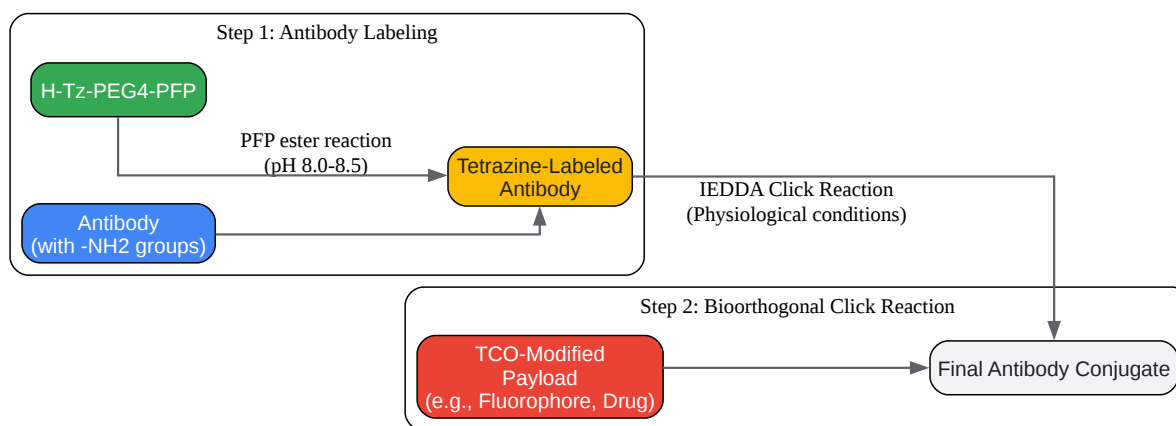 Step 1: Antibody Labeling
H-Tz-PEG4-PFP
PFP ester reaction
(pH 8.0-8.5)
Tetrazine-Labeled
Antibody
IEDDA Click Reaction
(Physiological conditions)
Antibody
(with -NH2 groups)
Step 2: Bioorthogonal Click Reaction
TCO-Modified
Payload
(e.g., Fluorophore, Drug)
Final Antibody Conjugate